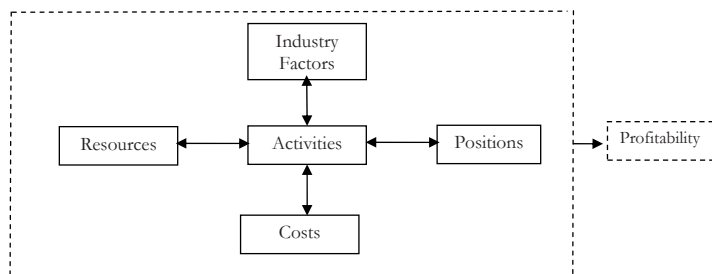 Industry
Factors
Resources
Activities
Positions
Profitability
Costs